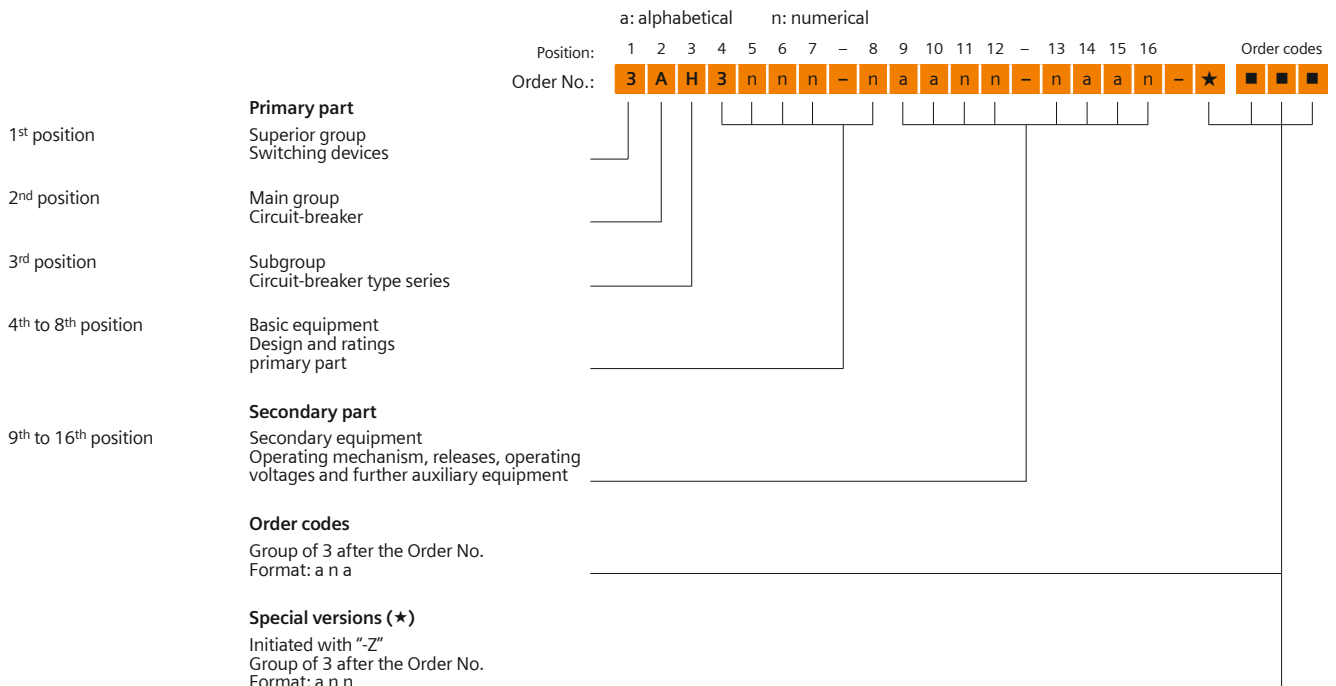 a: alphabetical n: numerical
Position: 1 2 3 4 5 6 7 – 8 9 10 11 12 – 13 14 15 16 Order codes
Order No.: 3 A H 3 n n n – n a a n n – n a a n – ★ ■ ■ ■
Primary part
1st position Superior group
Switching devices
2nd position Main group
Circuit-breaker
3rd position Subgroup
Circuit-breaker type series
4th to 8th position Basic equipment
Design and ratings
primary part
Secondary part
9th to 16th position Secondary equipment
Operating mechanism, releases, operating
voltages and further auxiliary equipment
Order codes
Group of 3 after the Order No.
Format: a n a
Special versions (★)
Initiated with “-Z”
Group of 3 after the Order No.
Format: a n n